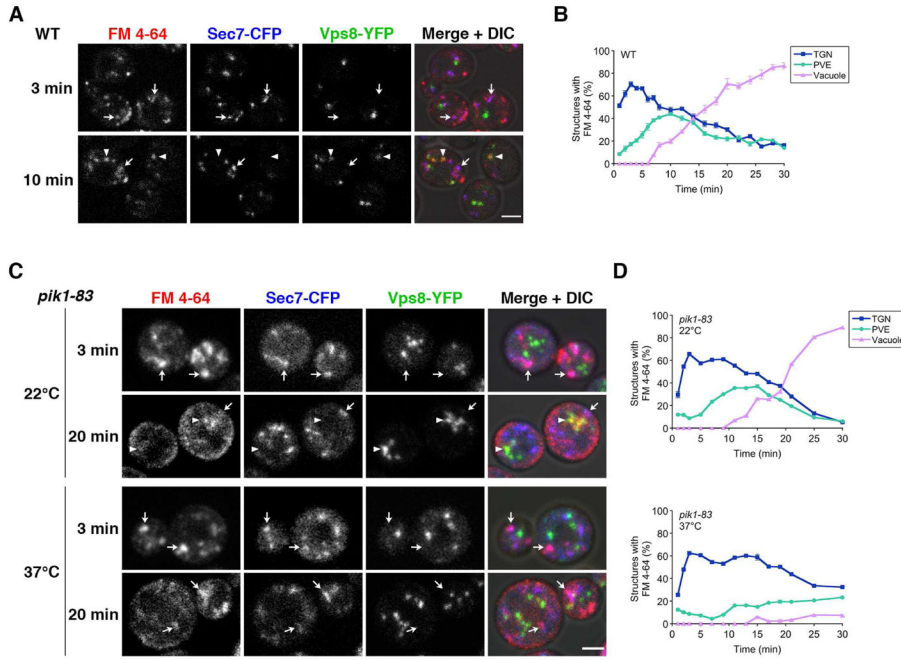 A
WT
FM 4-64
Sec7-CFP
Vps8-YFP
Merge + DIC
3 min
10 min
B
Structures with
FM 4-64 (%)
100
80
60
40
20
0
WT
TGN
PVE
Vacuole
0 5 10 15 20 25 30
Time (min)
C
pik1-83
FM 4-64
Sec7-CFP
Vps8-YFP
Merge + DIC
22°C
3 min
20 min
37°C
3 min
20 min
D
Structures with
FM 4-64 (%)
100
80
60
40
20
0
pik1-83
22°C
TGN
PVE
Vacuole
0 5 10 15 20 25 30
Time (min)
Structures with
FM 4-64 (%)
100
80
60
40
20
0
pik1-83
37°C
0 5 10 15 20 25 30
Time (min)